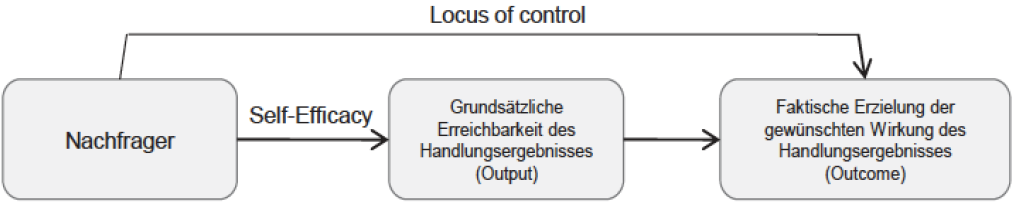 Locus of control
Nachfrager
Self-Efficacy
Grundsätzliche
Erreichbarkeit des
Handlungsergebnisses
(Output)
Faktische Erzielung der
gewünschten Wirkung des
Handlungsergebnisses
(Outcome)